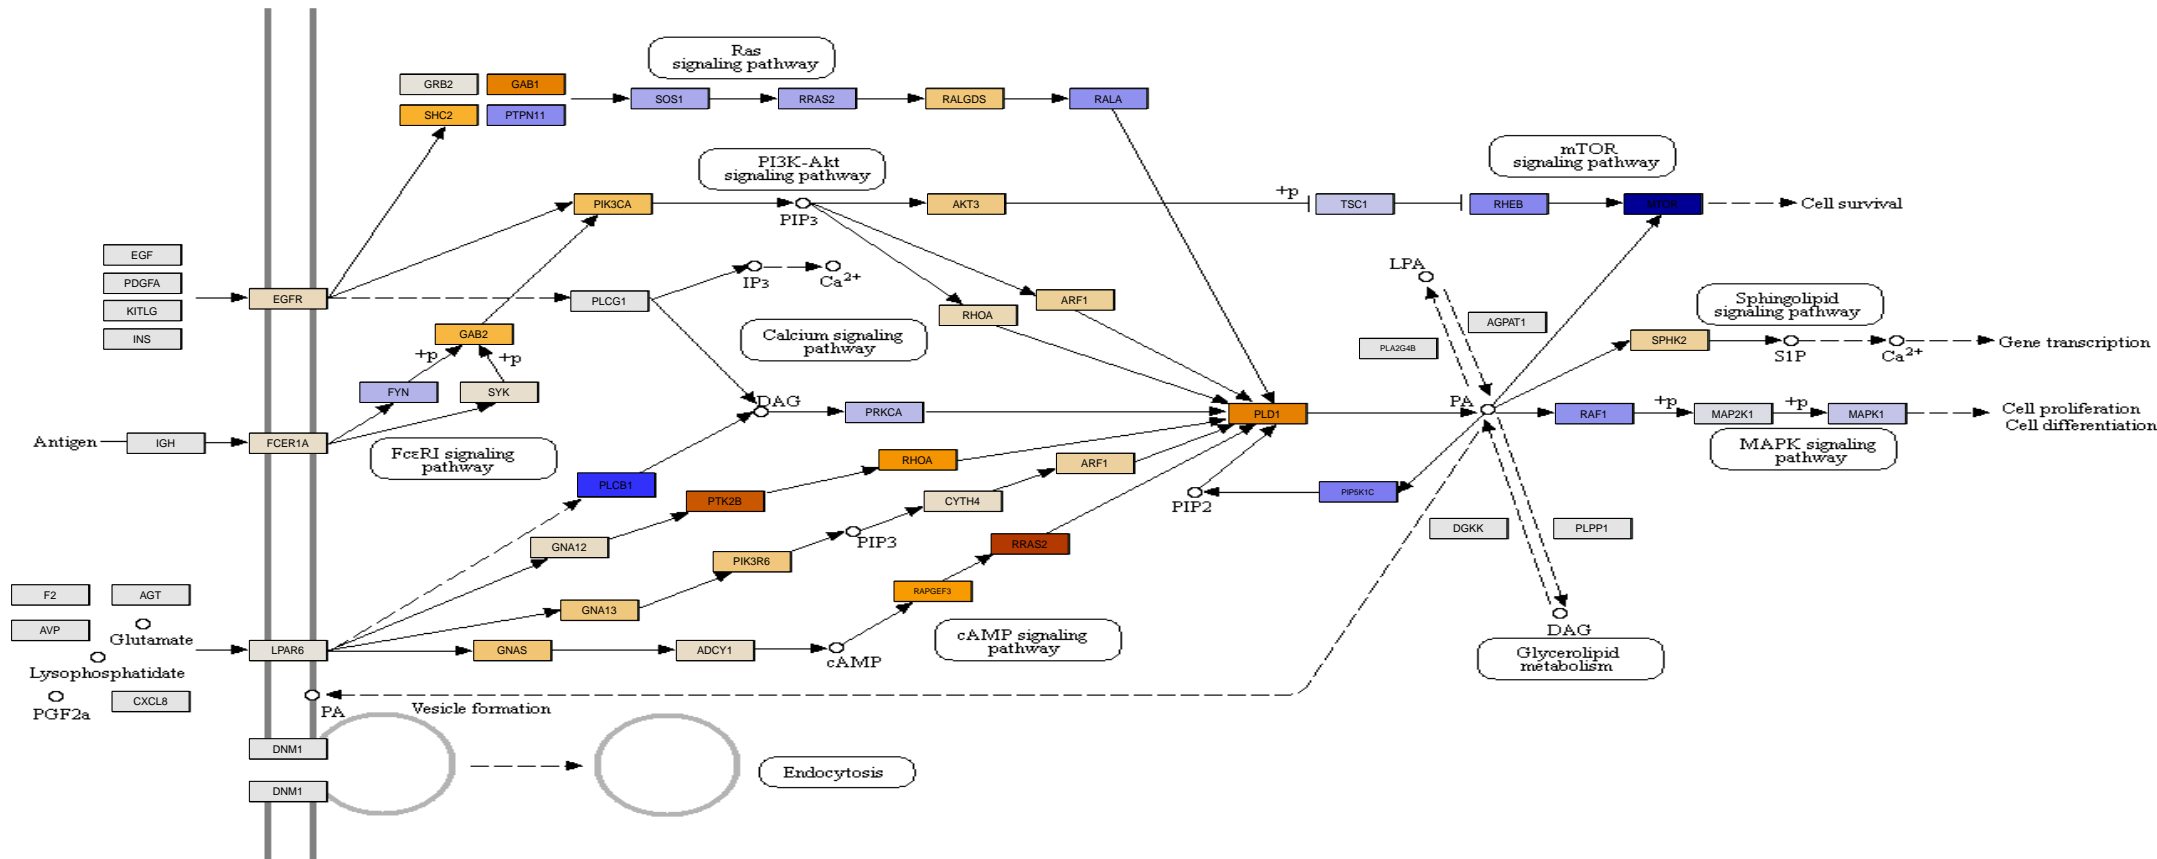 Ras
signaling pathway
GRB2
GAB1
SHC2
PTPN11
SOS1
RRAS2
RALGDS
RALA
PI3K-Akt
signaling pathway
mTOR
signaling pathway
PIK3CA
PIP3
AKT3
+p
TSC1
RHEB
MTOR
Cell survival
EGF
PDGFA
KITLG
INS
EGFR
PLCG1
IP3
Ca2+
RHOA
ARF1
LPA
AGPAT1
PLA2G4B
Sphingolipid
signaling pathway
SPHK2
S1P
Ca2+
Gene transcription
GAB2
+p
+p
Calcium signaling
pathway
FYN
SYK
DAG
PRKCA
PLD1
PA
RAF1
+p
MAP2K1
+p
MAPK1
Cell proliferation
Cell differentiation
MAPK signaling
pathway
Antigen
IGH
FCER1A
FcεRI signaling
pathway
RHOA
ARF1
PLCB1
PTK2B
CYTH4
PIP2
PIP5K1C
GNA12
PIK3R6
PIP3
RRAS2
DGKK
PLPP1
RAPGEF3
GNA13
F2
AGT
AVP
Glutamate
Lysophosphatidate
PGF2a
CXCL8
LPAR6
GNAS
ADCY1
cAMP
cAMP signaling
pathway
DAG
Glycerolipid
metabolism
PA
Vesicle formation
DNM1
DNM1
Endocytosis